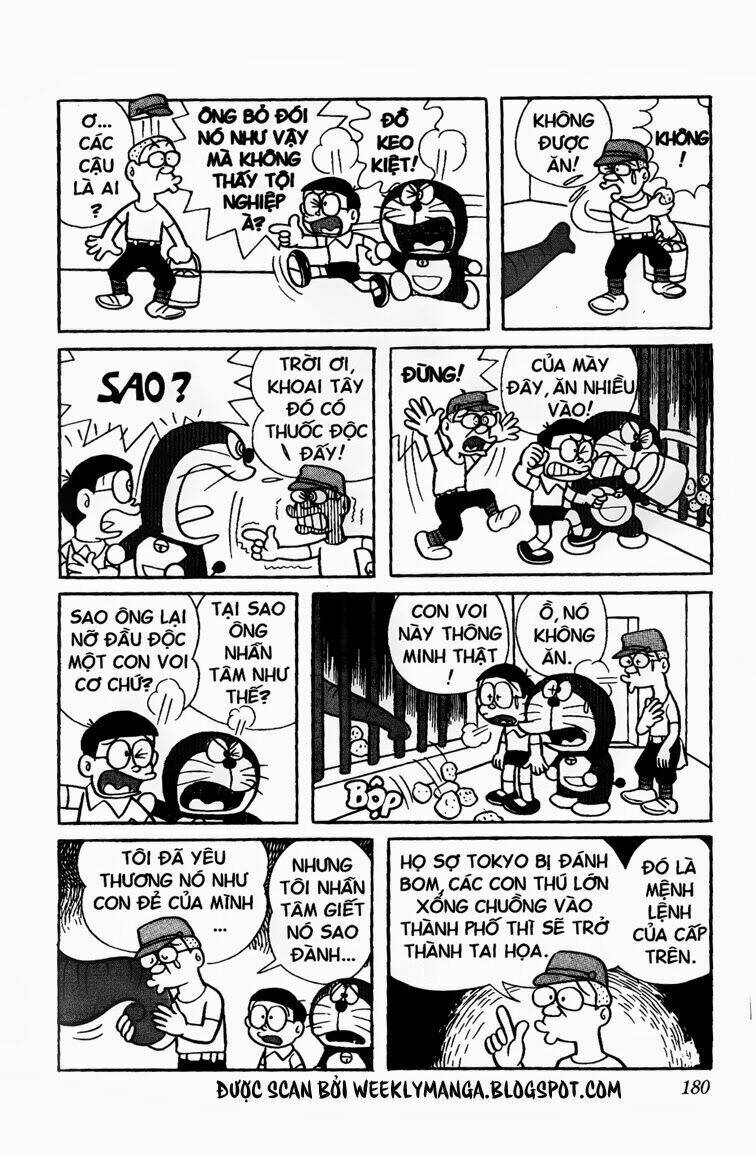 KHÔNG
!
KHÔNG
ĐƯỢC
ĂN!
ĐỒ
KEO
KIỆT!
ÔNG BỎ ĐÓI
NÓ NHƯ VẬY
MÀ KHÔNG
THẤY TỘI
NGHIỆP
À?
Ơ...
CÁC
CẬU
LÀ AI
?
CỦA MÀY
ĐÂY, ĂN NHIỀU
VÀO!
ĐỪNG!
TRỜI ƠI,
KHOAI TÂY
ĐÓ CÓ
THUỐC ĐỘC
ĐẤY!
SAO?
Ồ, NÓ
KHÔNG
ĂN.
CON VOI
NÀY THÔNG
MINH THẬT
!
BỘP
TẠI SAO
ÔNG
NHẪN
TÂM NHƯ
THẾ?
SAO ÔNG LẠI
NỠ ĐẦU ĐỘC
MỘT CON VOI
CƠ CHỨ?
ĐÓ LÀ
MỆNH
LỆNH
CỦA CẤP
TRÊN.
HỌ SỢ TOKYO BỊ ĐÁNH
BOM, CÁC CON THÚ LỚN
XỔNG CHUỒNG VÀO
THÀNH PHỐ THÌ SẼ TRỞ
THÀNH TAI HỌA.
NHƯNG
TÔI NHẪN
TÂM GIẾT
NÓ SAO
ĐÀNH...
TÔI ĐÃ YÊU
THƯƠNG NÓ NHƯ
CON ĐẺ CỦA MÌNH
...
ĐƯỢC SCAN BỞI WEEKLYMANGA.BLOGSPOT.COM
180